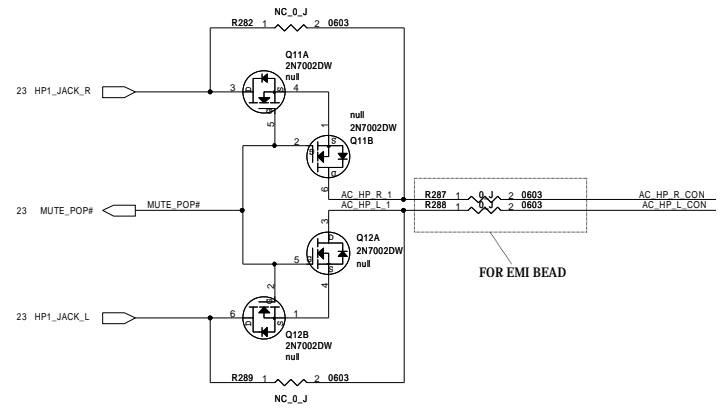 NC_0_J
R282 1 2 0603
Q11A
2N7002DW
null
23 HP1_JACK_R
3 D S 4
G
5
1
null
2N7002DW
Q11B
2
S
G
D
6
AC_HP_R_1 R287 1 0_J 2 0603 AC_HP_R_CON
23 MUTE_POP# MUTE_POP#
AC_HP_L_1 R288 1 0_J 2 0603 AC_HP_L_CON
3
Q12A
2N7002DW
null
D
5 G
S
4
FOR EMI BEAD
2
G
23 HP1_JACK_L
6 D S 1
Q12B
2N7002DW
null
R289 1 2 0603
NC_0_J